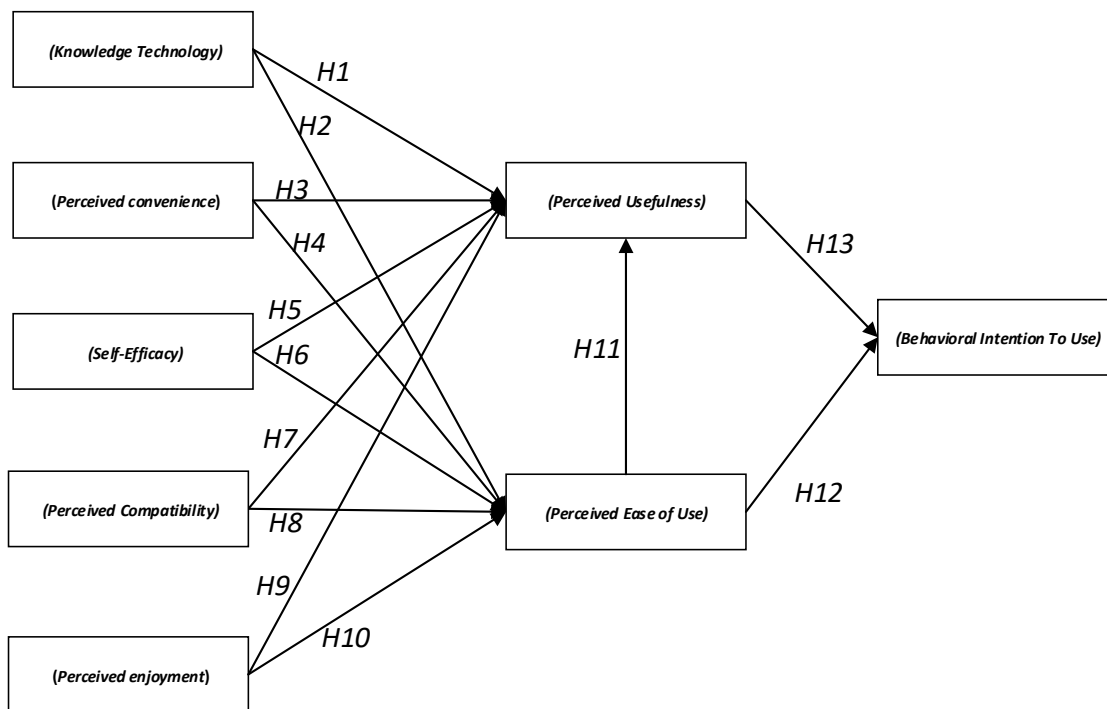 (Knowledge Technology)
H1
H2
(Perceived convenience)
H3
(Perceived Usefulness)
H4
H13
H5
(Self-Efficacy)
H6
H11
(Behavioral Intention To Use)
H7
(Perceived Compatibility)
H8
(Perceived Ease of Use)
H12
H9
H10
(Perceived enjoyment)